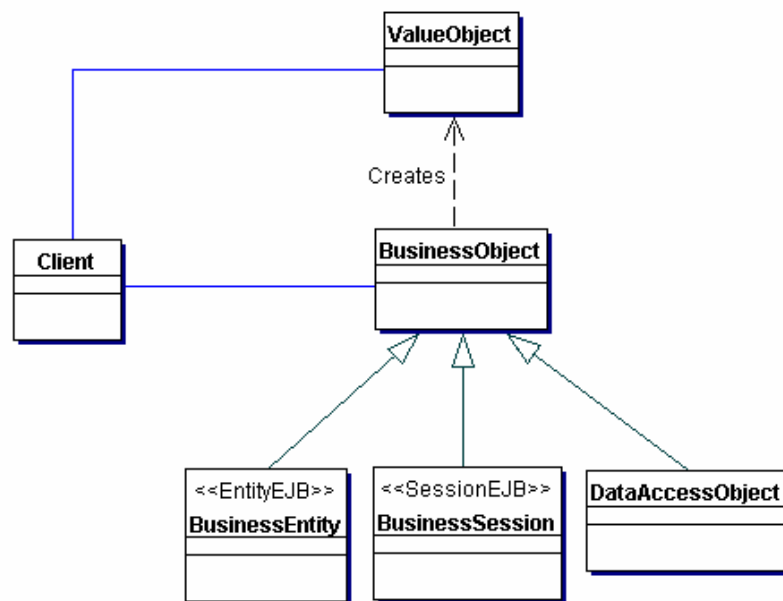 ValueObject
Creates
Client
BusinessObject
<<EntityEJB>>
BusinessEntity
<<SessionEJB>>
BusinessSession
DataAccessObject